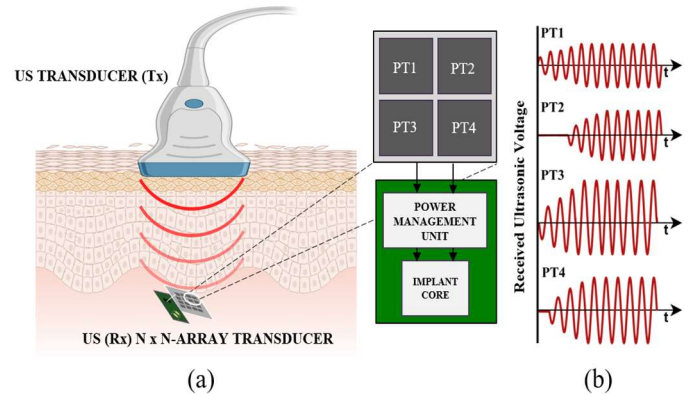 US TRANSDUCER (Tx)
US (Rx) N x N-ARRAY TRANSDUCER
(a)
PT1 PT2
PT3 PT4
POWER
MANAGEMENT
UNIT
IMPLANT
CORE
Received Ultrasonic Voltage
PT1
t
PT2
t
PT3
t
PT4
t
(b)